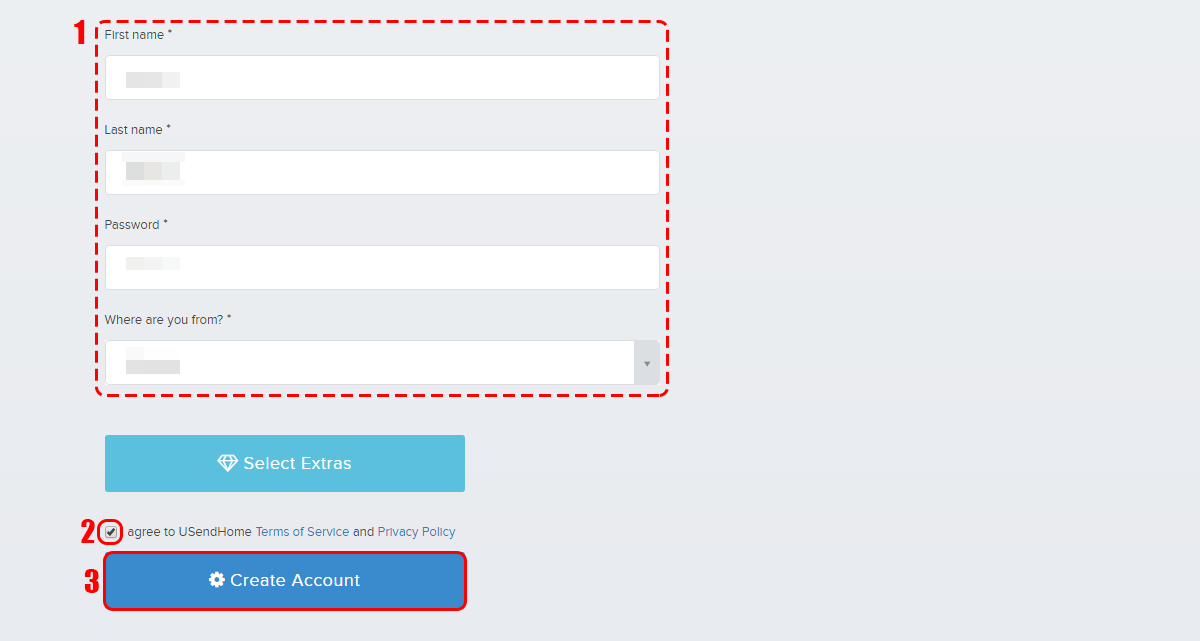 1
First name *
Last name *
Password *
Where are you from? *
Select Extras
2
agree to USendHome Terms of Service and Privacy Policy
3
Create Account